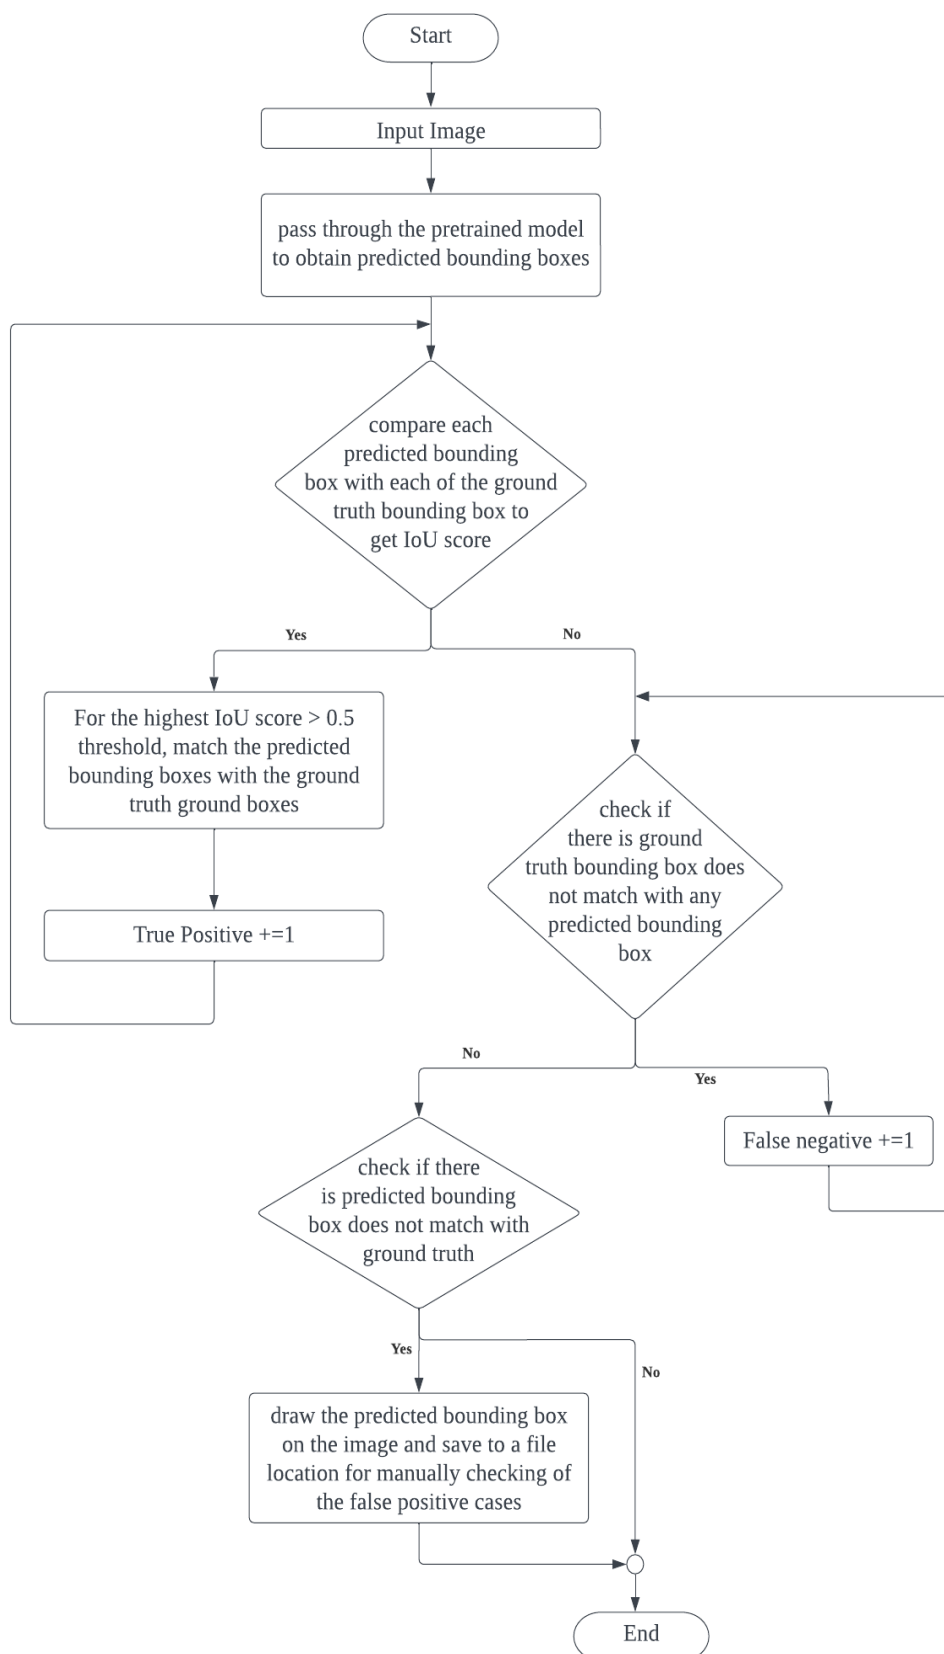 Start
Input Image
pass through the pretrained model
to obtain predicted bounding boxes
compare each
predicted bounding
box with each of the ground
truth bounding box to
get IoU score
Yes
No
For the highest IoU score > 0.5
threshold, match the predicted
bounding boxes with the ground
truth ground boxes
True Positive +=1
check if
there is ground
truth bounding box does
not match with any
predicted bounding
box
No
Yes
False negative +=1
check if there
is predicted bounding
box does not match with
ground truth
Yes
No
draw the predicted bounding box
on the image and save to a file
location for manually checking of
the false positive cases
End